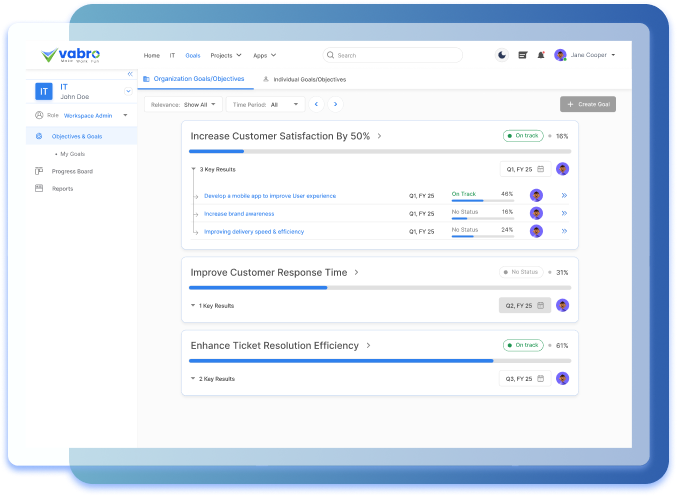 vabro
Make Work Fun
Home IT Goals Projects Apps
Search
Jane Cooper
IT
IT
John Doe
Role Workspace Admin
Objectives & Goals
My Goals
Progress Board
Reports
Organization Goals/Objectives
Individual Goals/Objectives
Relevance: Show All
Time Period: All
+ Create Goal
Increase Customer Satisfaction By 50%
On track
16%
3 Key Results
Q1, FY 25
Develop a mobile app to improve User experience
Q1, FY 25
On Track 46%
Increase brand awareness
Q1, FY 25
No Status 16%
Improving delivery speed & efficiency
Q1, FY 25
No Status 24%
Improve Customer Response Time
No Status
31%
1 Key Results
Q2, FY 25
Enhance Ticket Resolution Efficiency
On track
61%
2 Key Results
Q3, FY 25